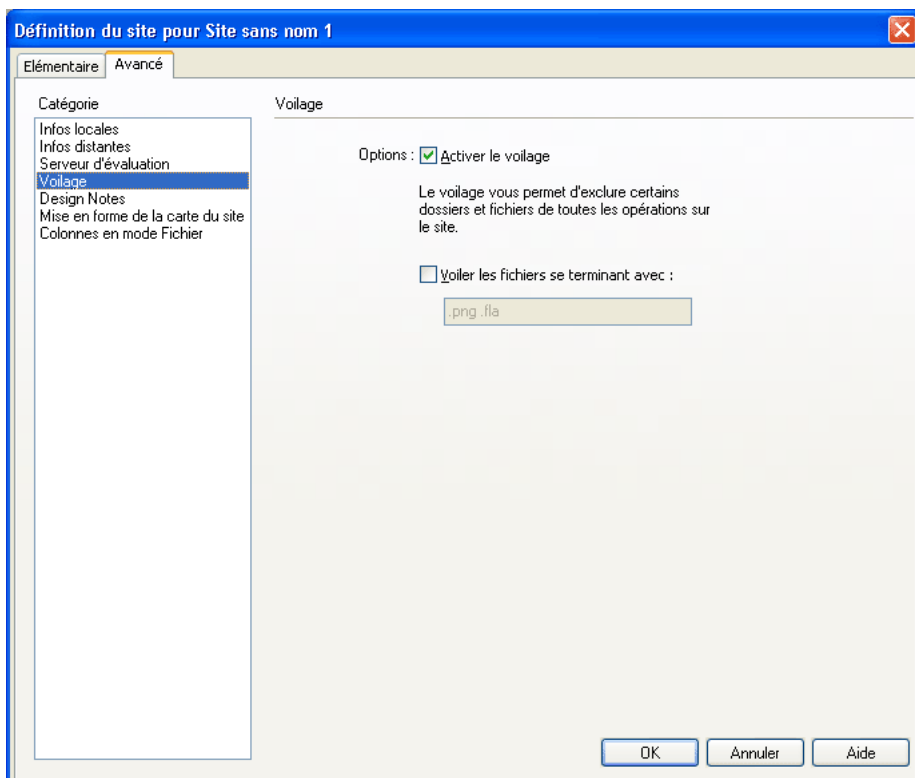 Définition du site pour Site sans nom 1
Elémentaire Avancé
Catégorie
Infos locales
Infos distantes
Serveur d'évaluation
Voilage
Design Notes
Mise en forme de la carte du site
Colonnes en mode Fichier
Voilage
Options : Activer le voilage
Le voilage vous permet d'exclure certains
dossiers et fichiers de toutes les opérations sur
le site.
Voiler les fichiers se terminant avec :
.png .fla
OK Annuler Aide